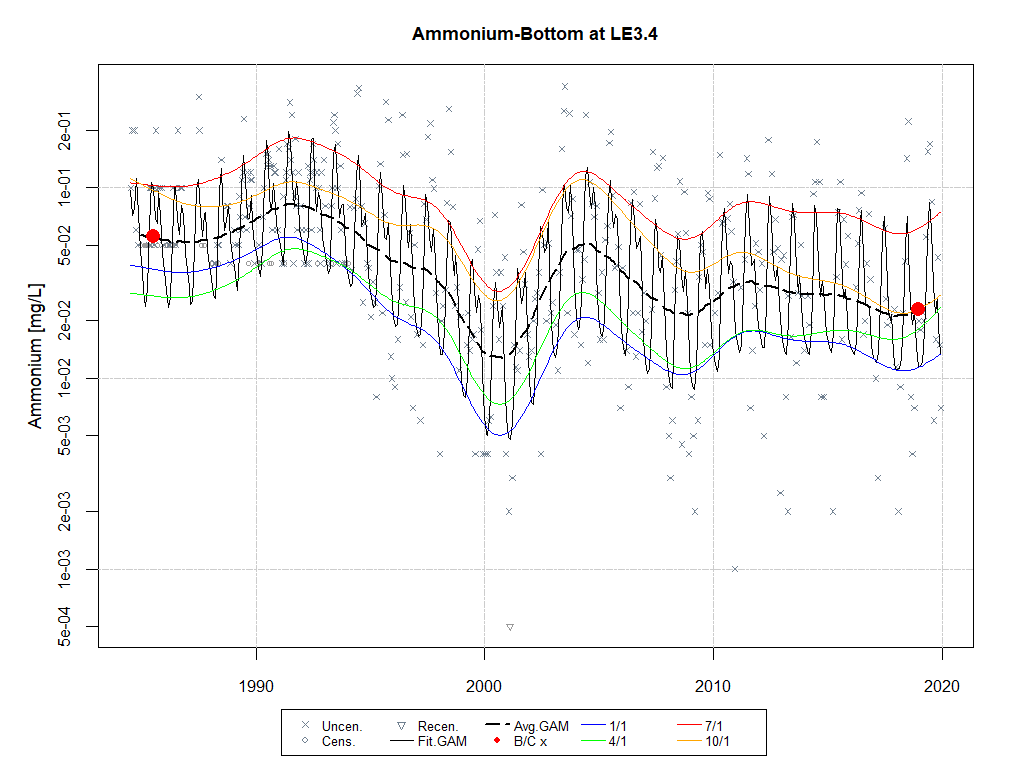 Ammonium-Bottom at LE3.4
Ammonium [mg/L]
2e-01
1e-01
5e-02
2e-02
1e-02
5e-03
2e-03
1e-03
5e-04
1990 2000 2010 2020
Uncen. Recen. Avg.GAM 1/1 7/1
Cens. Fit.GAM B/C x 4/1 10/1